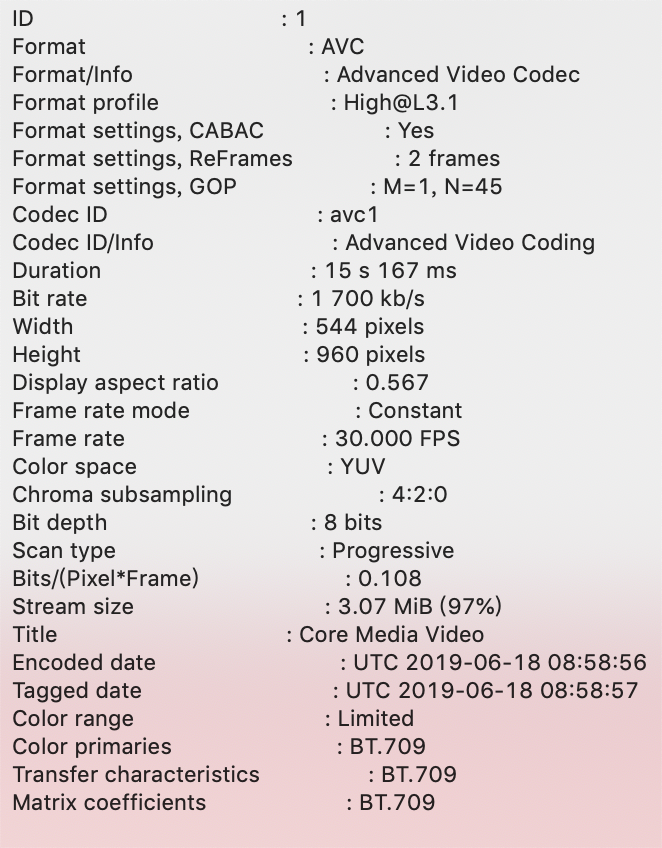 ID : 1
Format : AVC
Format/Info : Advanced Video Codec
Format profile : High@L3.1
Format settings, CABAC : Yes
Format settings, ReFrames : 2 frames
Format settings, GOP : M=1, N=45
Codec ID : avc1
Codec ID/Info : Advanced Video Coding
Duration : 15 s 167 ms
Bit rate : 1 700 kb/s
Width : 544 pixels
Height : 960 pixels
Display aspect ratio : 0.567
Frame rate mode : Constant
Frame rate : 30.000 FPS
Color space : YUV
Chroma subsampling : 4:2:0
Bit depth : 8 bits
Scan type : Progressive
Bits/(Pixel*Frame) : 0.108
Stream size : 3.07 MiB (97%)
Title : Core Media Video
Encoded date : UTC 2019-06-18 08:58:56
Tagged date : UTC 2019-06-18 08:58:57
Color range : Limited
Color primaries : BT.709
Transfer characteristics : BT.709
Matrix coefficients : BT.709